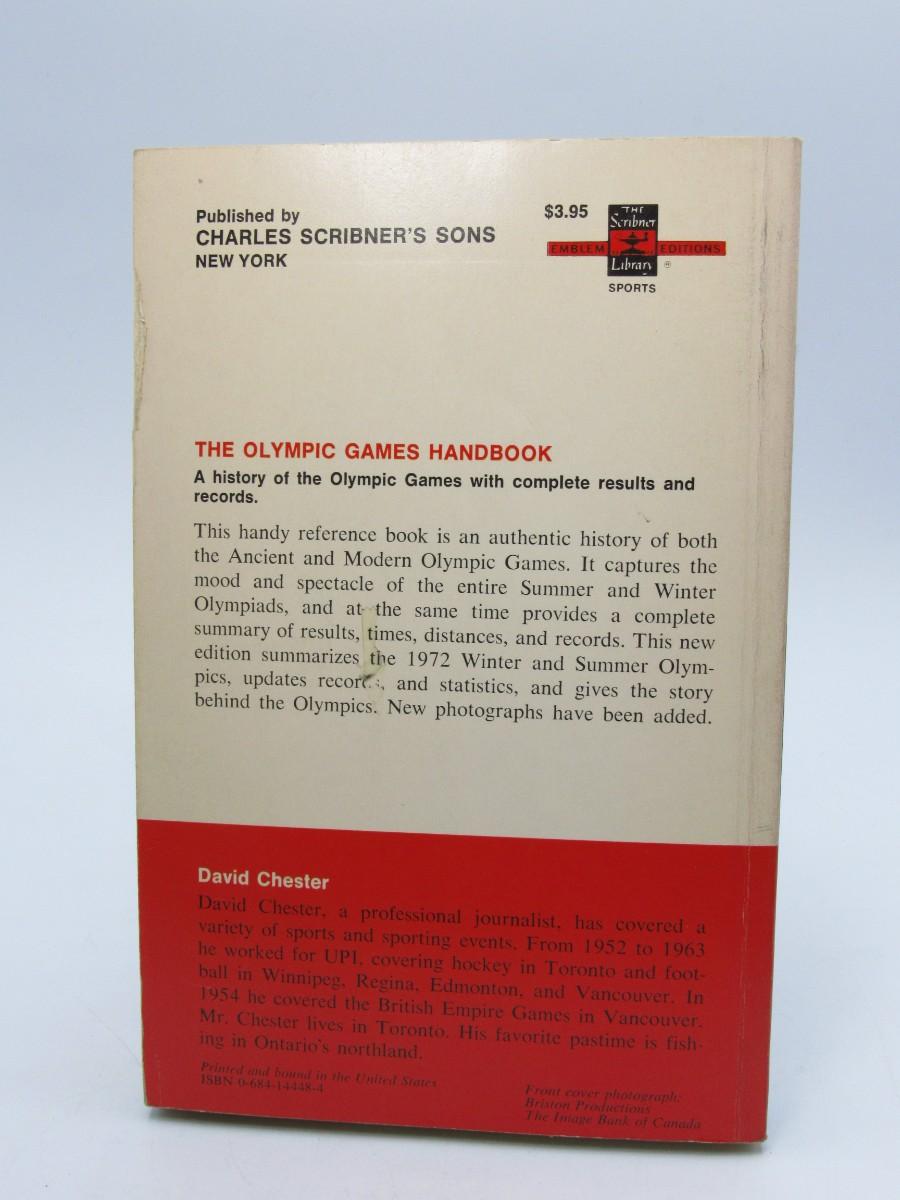 Published by
CHARLES SCRIBNER'S SONS
NEW YORK
$3.95
THE
Scribner
EMBLEM EDITIONS
Library ®
SPORTS
THE OLYMPIC GAMES HANDBOOK
A history of the Olympic Games with complete results and
records.
This handy reference book is an authentic history of both
the Ancient and Modern Olympic Games. It captures the
mood and spectacle of the entire Summer and Winter
Olympiads, and at the same time provides a complete
summary of results, times, distances, and records. This new
edition summarizes the 1972 Winter and Summer Olym-
pics, updates and statistics, and gives the story
behind the Olympics. New photographs have been added.
David Chester
David Chester, a professional journalist, has covered a
variety of sports and sporting events. From 1952 to 1963
he worked for UPI, covering hockey in Toronto and foot-
ball in Winnipeg, Regina, Edmonton, and Vancouver. In
1954 he covered the British Empire Games in Vancouver.
Mr. Chester lives in Toronto. His favorite pastime is fish-
ing in Ontario's northland.
Printed and bound in the United States
ISBN 0-684-14448-4
Front cover photograph:
Briston Productions
The Image Bank of Canada